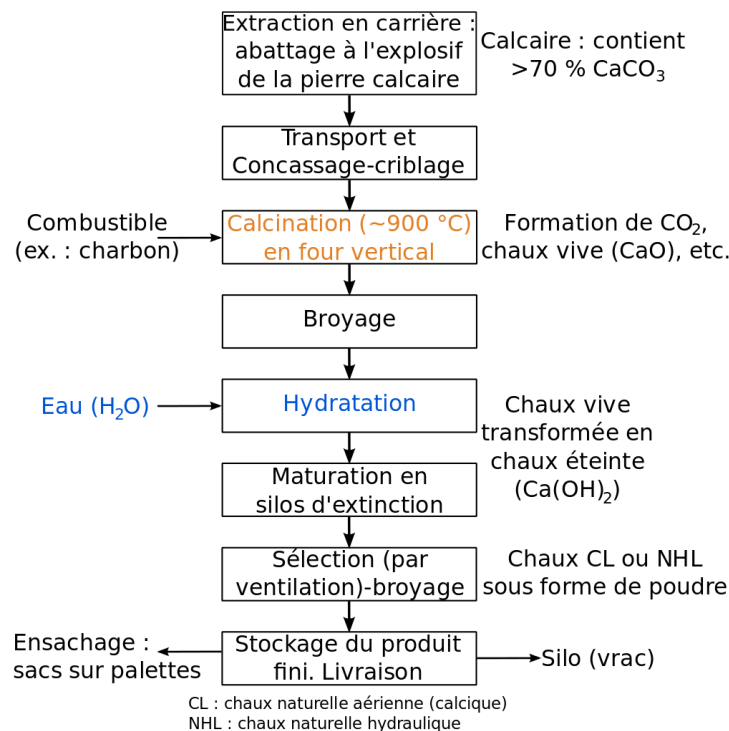 Extraction en carrière :
abattage à l'explosif
de la pierre calcaire
Calcaire : contient
>70 % CaCO₃
Transport et
Concassage-criblage
Combustible
(ex. : charbon)
Calcination (~900 °C)
en four vertical
Formation de CO₂,
chaux vive (CaO), etc.
Broyage
Eau (H₂O)
Hydratation
Chaux vive
transformée en
chaux éteinte
(Ca(OH)₂)
Maturation en
silos d'extinction
Sélection (par
ventilation)-broyage
Chaux CL ou NHL
sous forme de poudre
Ensachage :
sacs sur palettes
Stockage du produit
fini. Livraison
Silo (vrac)
CL : chaux naturelle aérienne (calcique)
NHL : chaux naturelle hydraulique